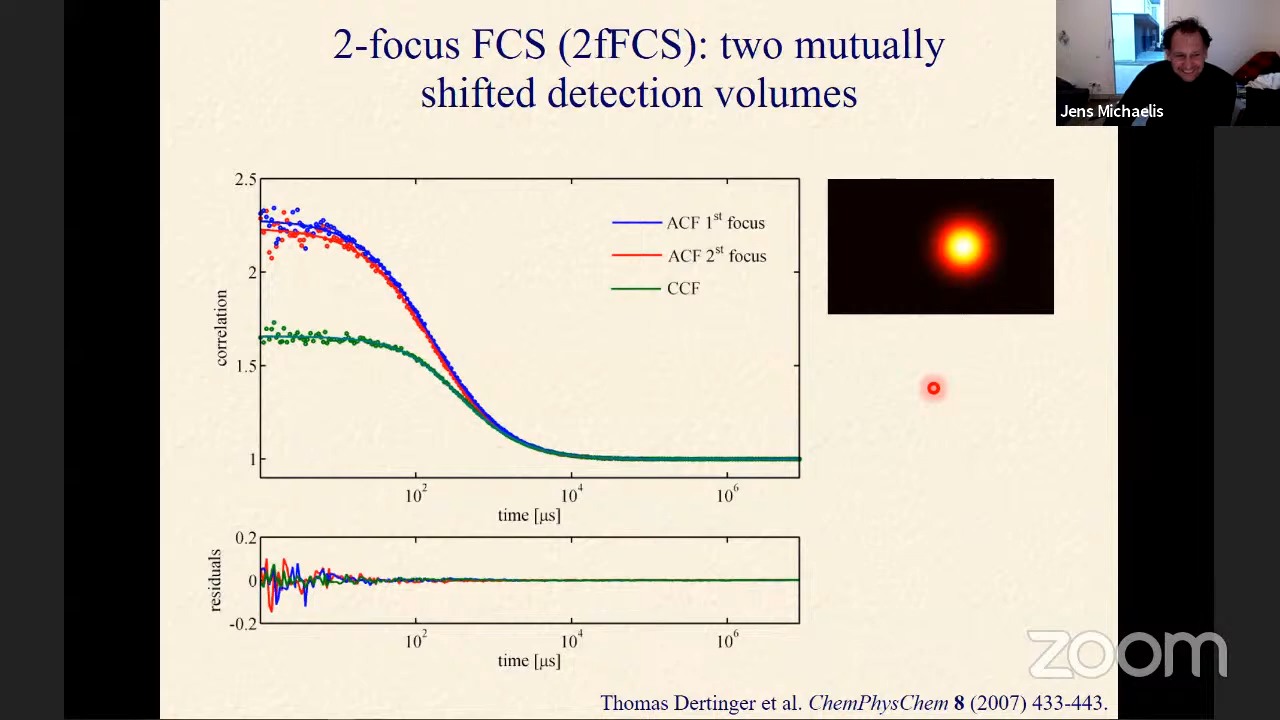 2-focus FCS (2fFCS): two mutually
shifted detection volumes
Jens Michaelis
2.5
2
1.5
1
correlation
ACF 1st focus
ACF 2st focus
CCF
10^2
10^4
10^6
time [μs]
0.2
0
-0.2
residuals
10^2
10^4
10^6
time [μs]
zoom
Thomas Dertinger et al. ChemPhysChem 8 (2007) 433-443.